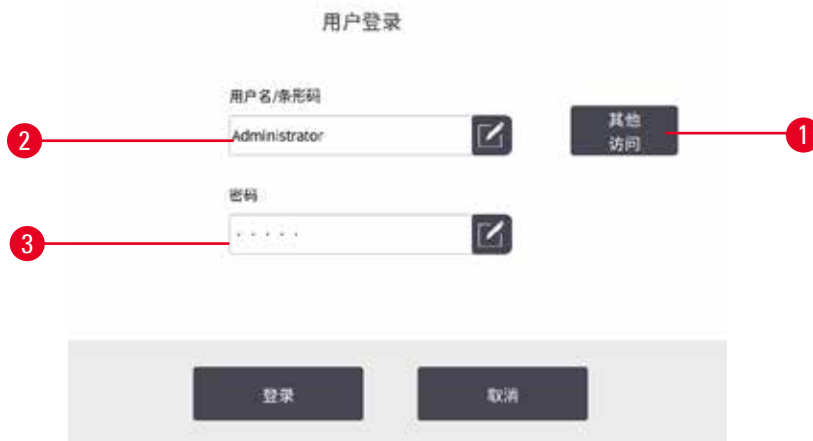 用户登录
用户名/条形码
2
Administrator
其他
访问
1
密码
3
· · · · ·
登录
取消